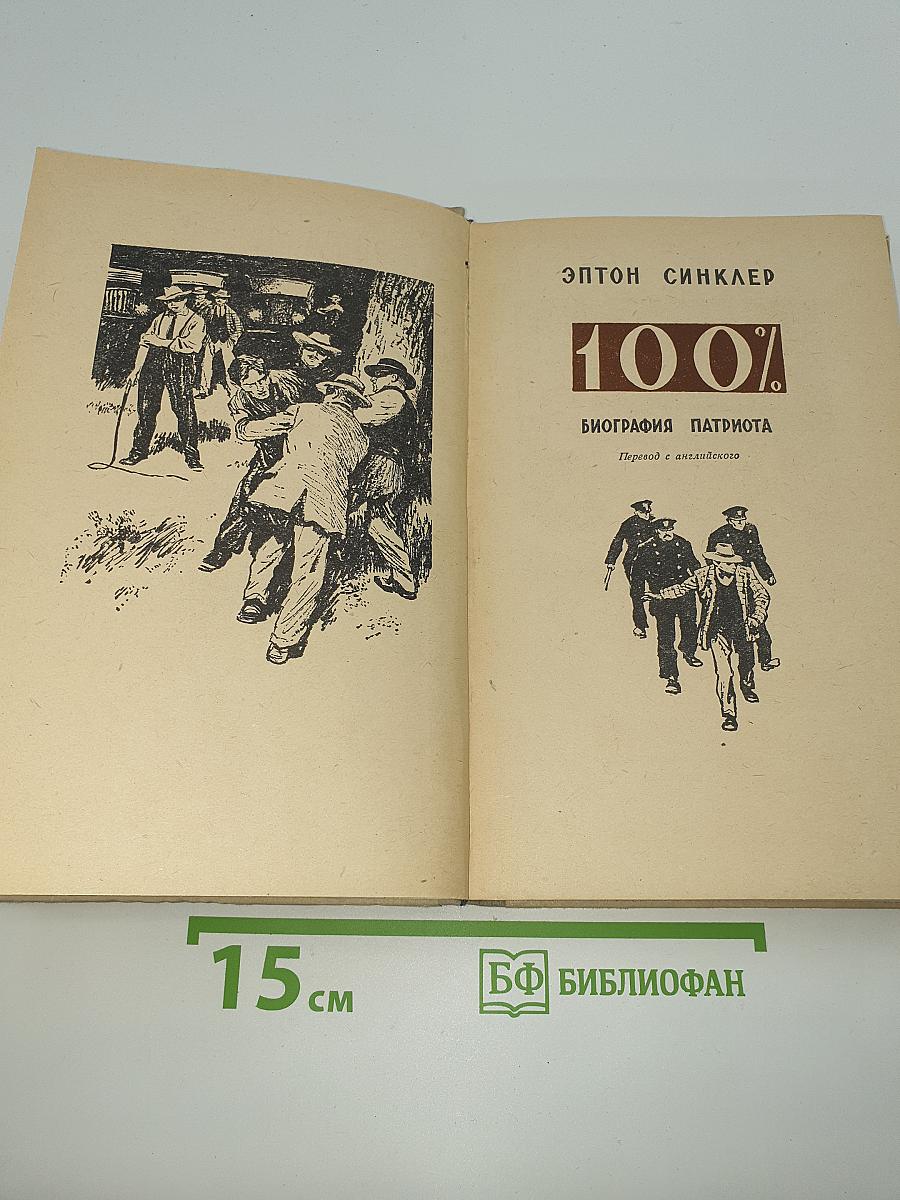 ЭПТОН СИНКЛЕР
100%
БИОГРАФИЯ ПАТРИОТА
Перевод с английского
15 см
БФ БИБЛИОФАН